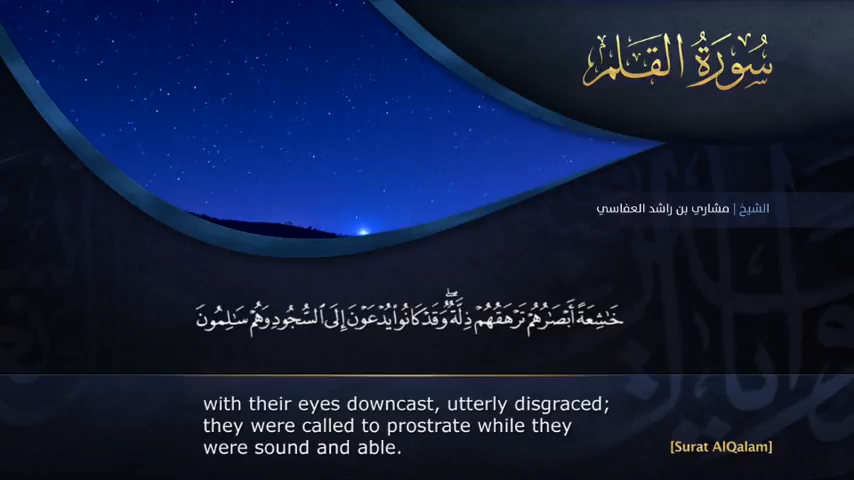 سُورَةُ القَلَم
الشيخ | مشاري بن راشد العفاسي
خَٰشِعَةً أَبْصَٰرُهُمْ تَرْهَقُهُمْ ذِلَّةٌۖ وَقَدْ كَانُوا۟ يُدْعَوْنَ إِلَى ٱلسُّجُودِ وَهُمْ سَٰلِمُونَ
with their eyes downcast, utterly disgraced;
they were called to prostrate while they
were sound and able.
[Surat AlQalam]